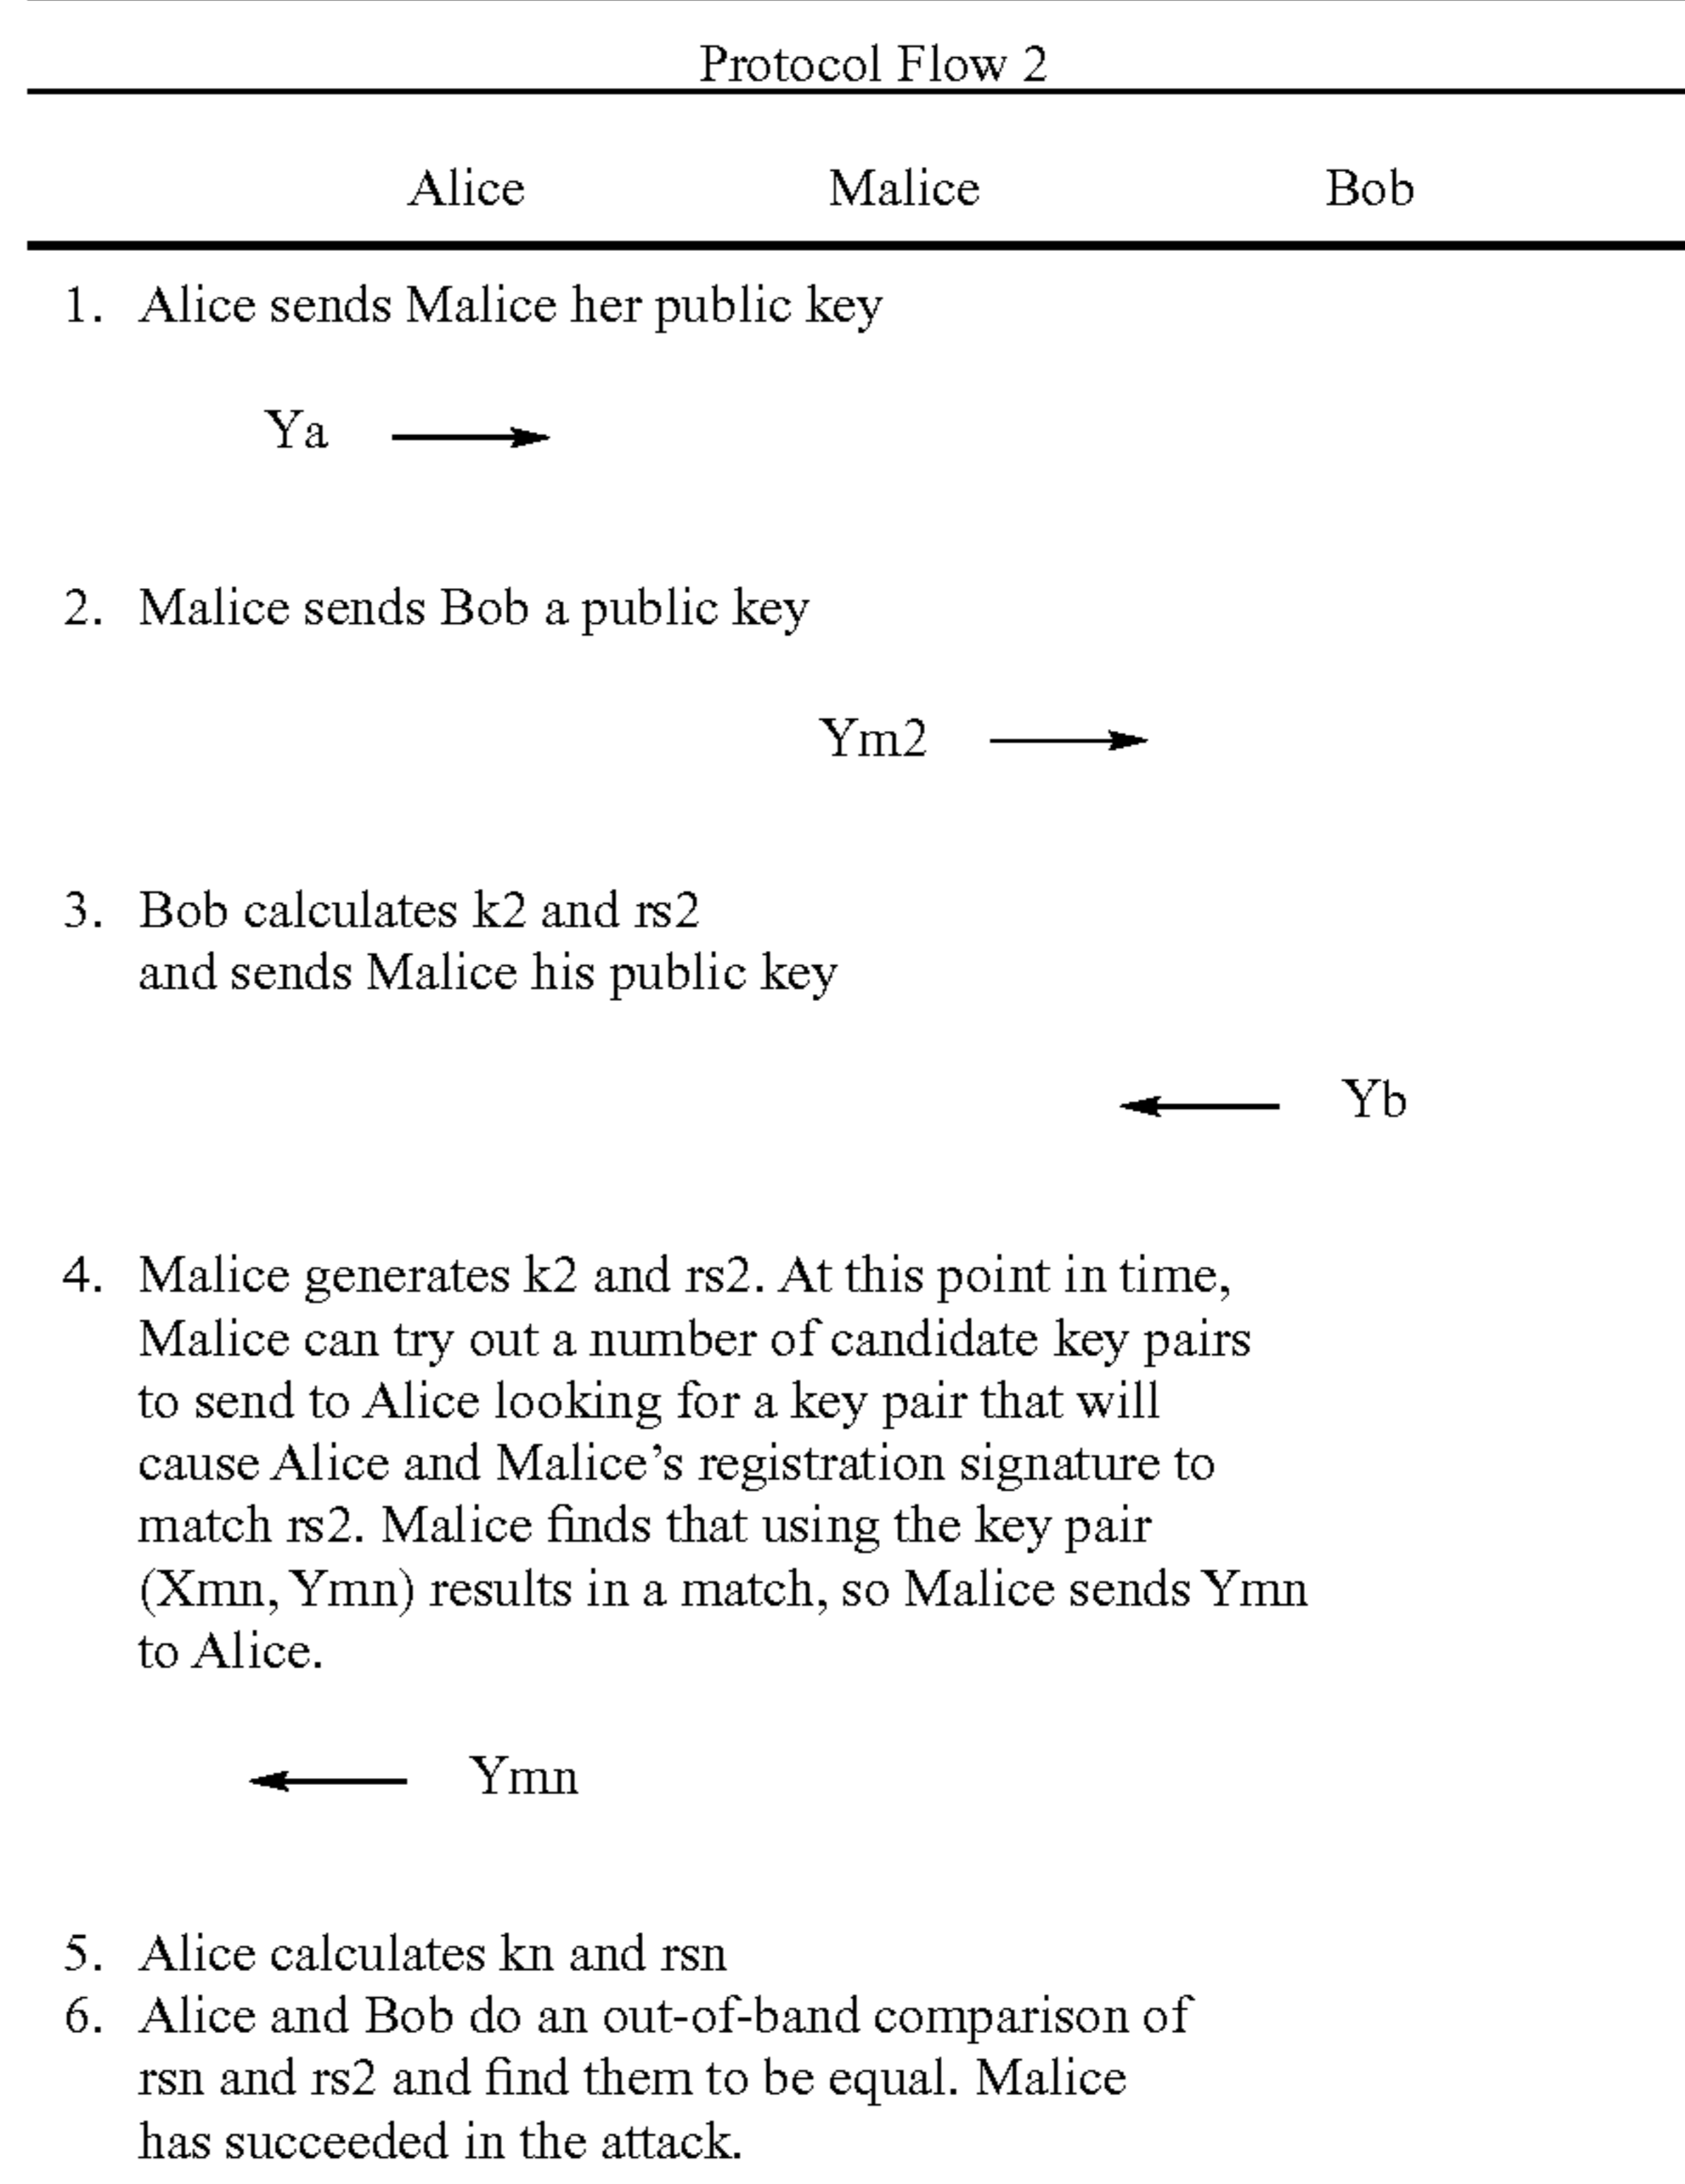 Protocol Flow 2
Alice Malice Bob
1. Alice sends Malice her public key
Ya
2. Malice sends Bob a public key
Ym2
3. Bob calculates k2 and rs2
and sends Malice his public key
Yb
4. Malice generates k2 and rs2. At this point in time,
Malice can try out a number of candidate key pairs
to send to Alice looking for a key pair that will
cause Alice and Malice’s registration signature to
match rs2. Malice finds that using the key pair
(Xmn, Ymn) results in a match, so Malice sends Ymn
to Alice.
Ymn
5. Alice calculates kn and rsn
6. Alice and Bob do an out-of-band comparison of
rsn and rs2 and find them to be equal. Malice
has succeeded in the attack.